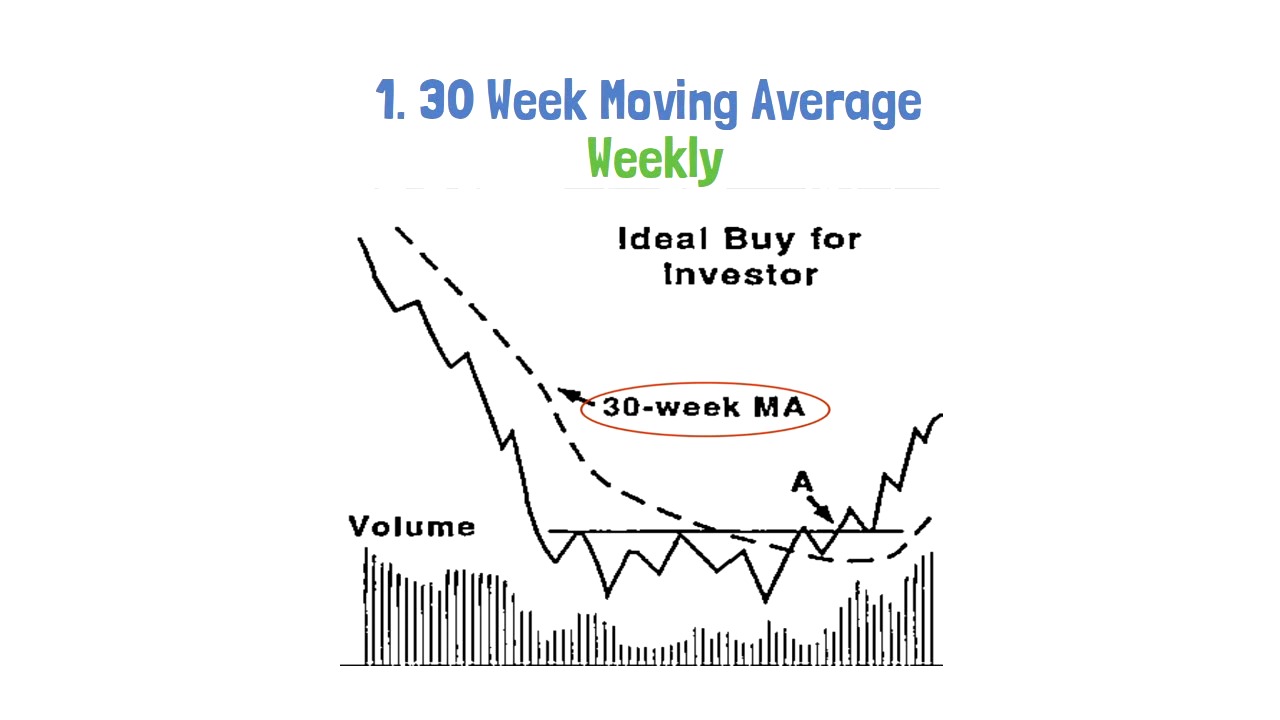 1. 30 Week Moving Average
Weekly
Ideal Buy for
Investor
30-week MA
A
Volume